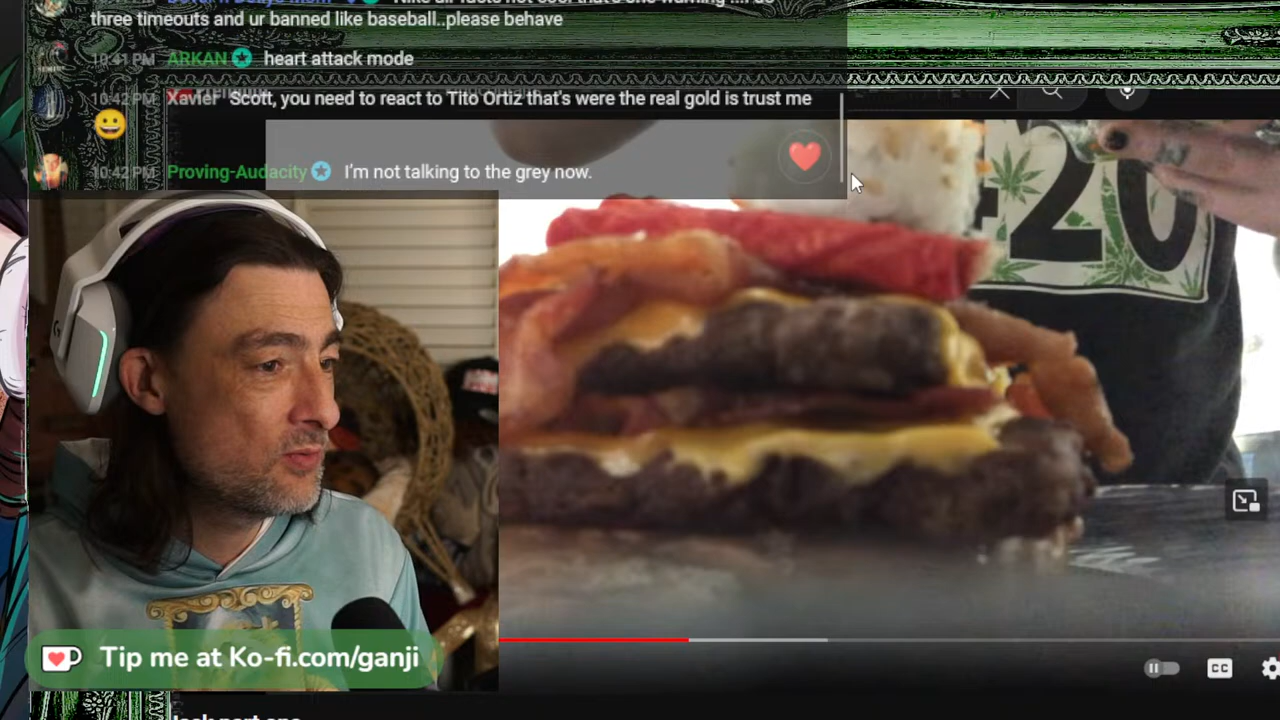 three timeouts and ur banned like baseball..please behave
10:41 PM ARKAN heart attack mode
10:42 PM Xavier Scott, you need to react to Tito Ortiz that's were the real gold is trust me
10:42 PM Proving-Audacity I'm not talking to the grey now.
420
G
Tip me at Ko-fi.com/ganji
CC